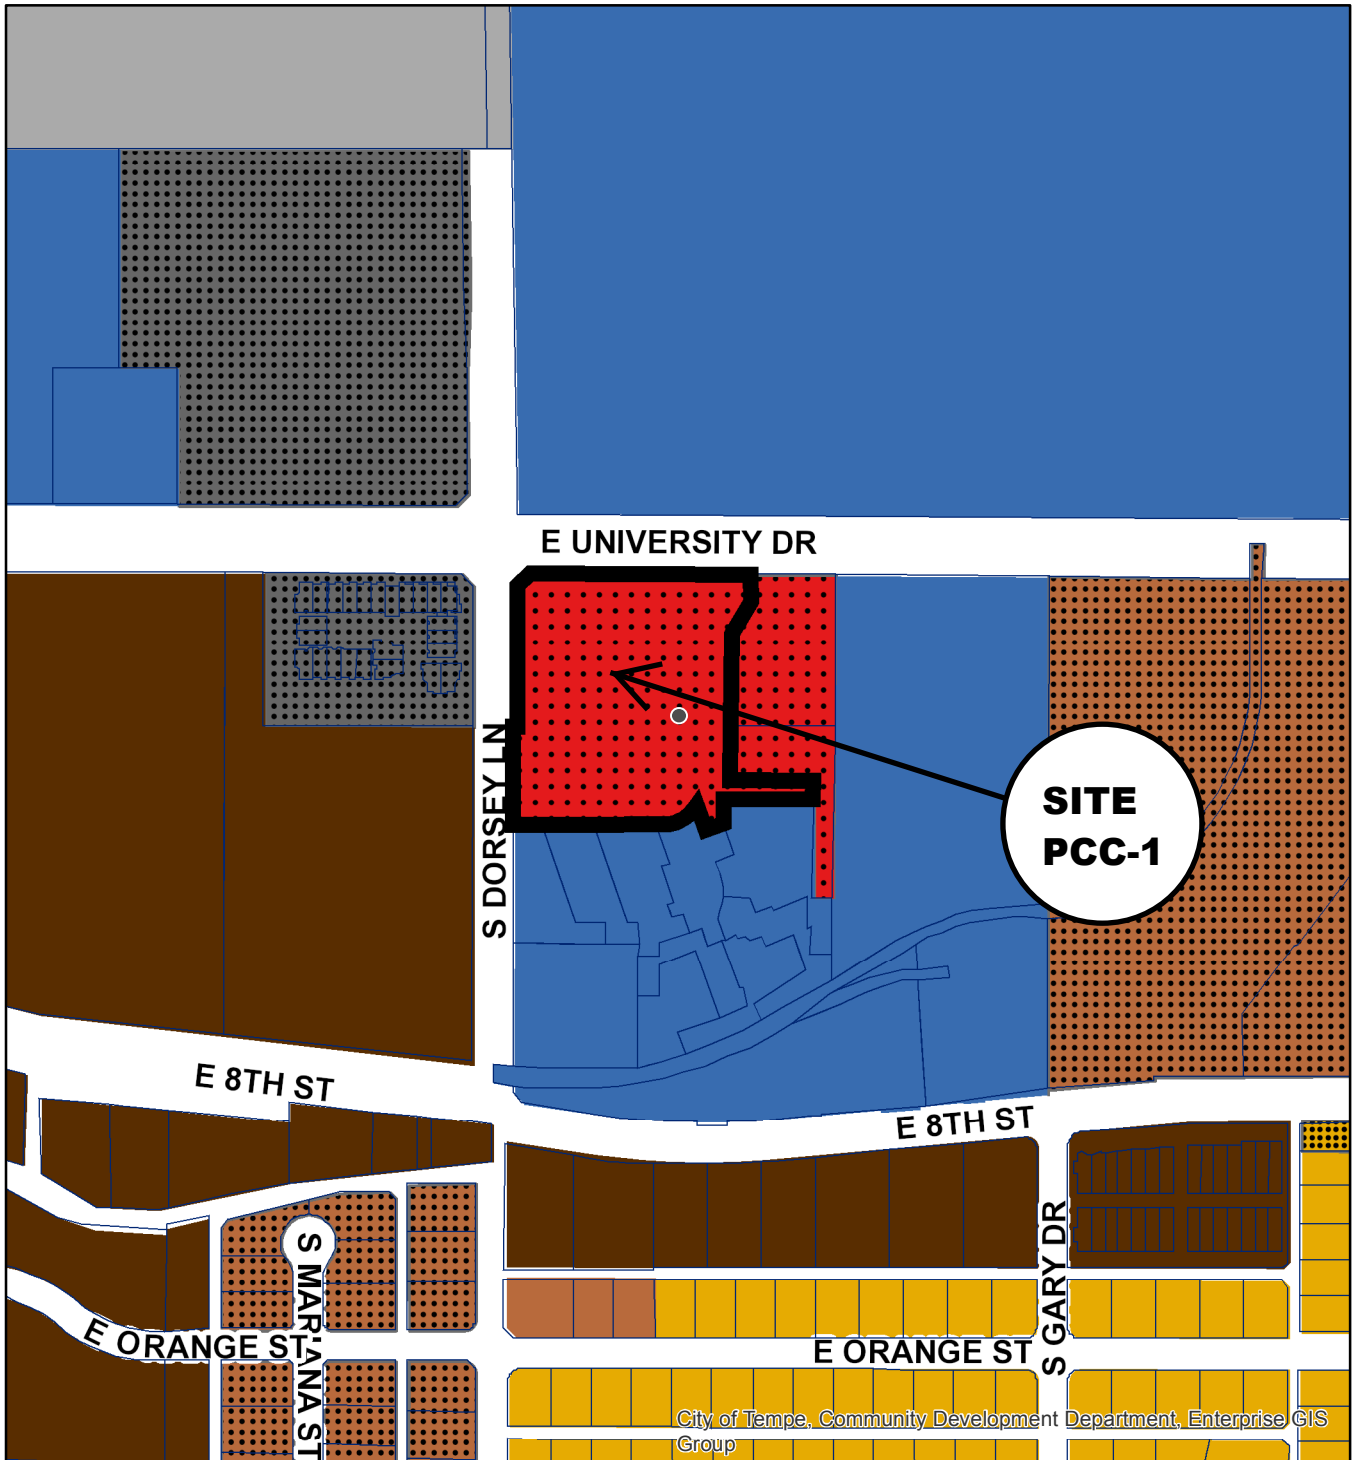 E UNIVERSITY DR
S DORSEY LN
SITE
PCC-1
E 8TH ST
E 8TH ST
S MARIANA ST
S GARY DR
E ORANGE ST
E ORANGE ST
City of Tempe, Community Development Department, Enterprise GIS
Group